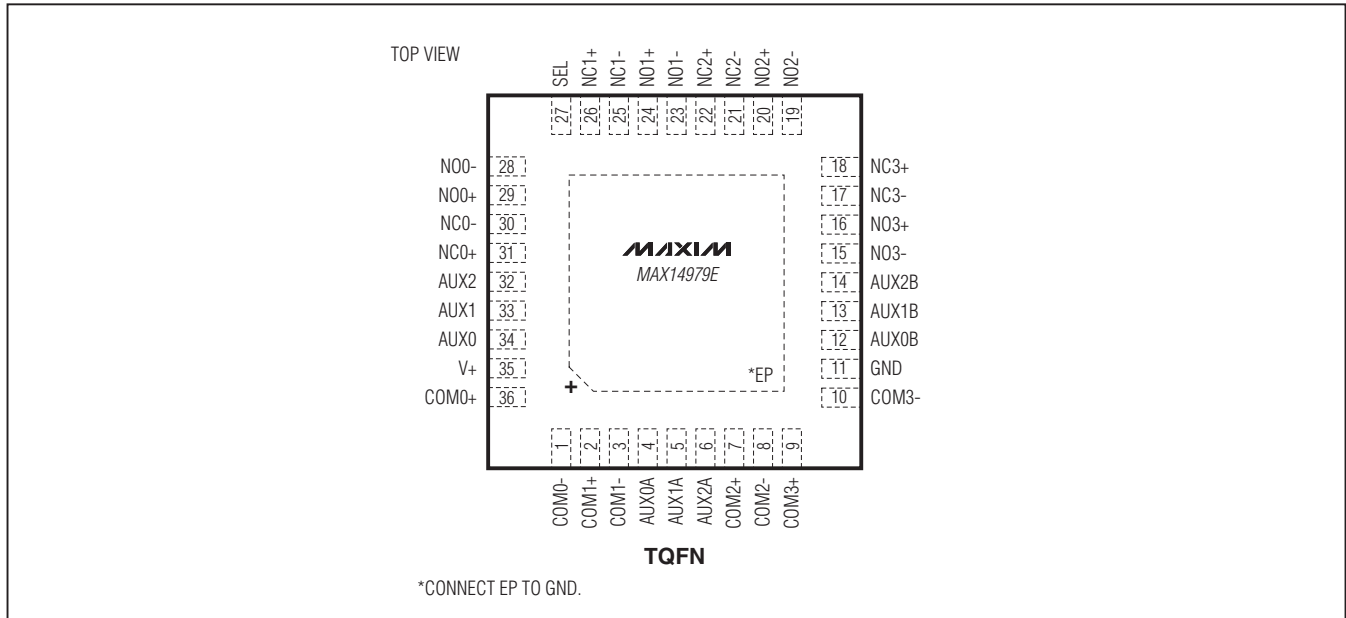 TOP VIEW
SEL NC1+ NC1- NO1+ NO1- NC2+ NC2- NO2+ NO2-
27 26 25 24 23 22 21 20 19
NO0- 28 18 NC3+
NO0+ 29 17 NC3-
NC0- 30 16 NO3+
NC0+ 31 MAXIM 15 NO3-
AUX2 32 MAX14979E 14 AUX2B
AUX1 33 13 AUX1B
AUX0 34 12 AUX0B
V+ 35 *EP 11 GND
COM0+ 36 + 10 COM3-
1 2 3 4 5 6 7 8 9
COM0- COM1+ COM1- AUX0A AUX1A AUX2A COM2+ COM2- COM3+
TQFN
*CONNECT EP TO GND.